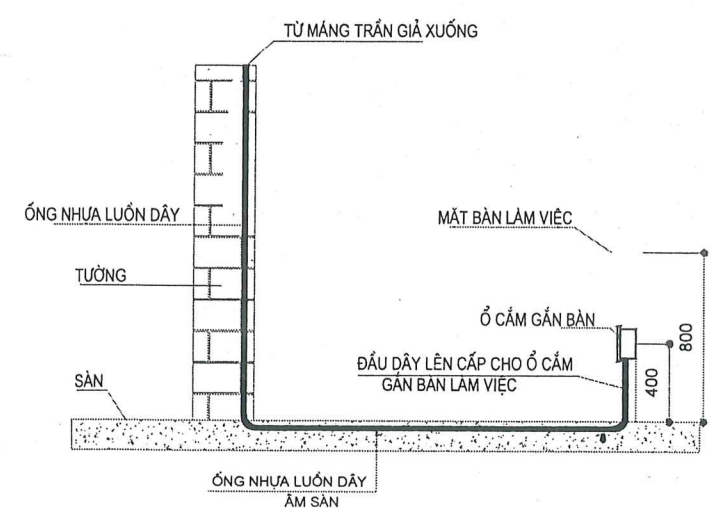 TỪ MÁNG TRẦN GIẢ XUỐNG
ỐNG NHỰA LUỒN DÂY
MẶT BÀN LÀM VIỆC
TƯỜNG
Ổ CẮM GẮN BÀN
800
ĐẦU DÂY LÊN CẤP CHO Ổ CẮM
GẮN BÀN LÀM VIỆC
400
SÀN
ỐNG NHỰA LUỒN DÂY
ÂM SÀN